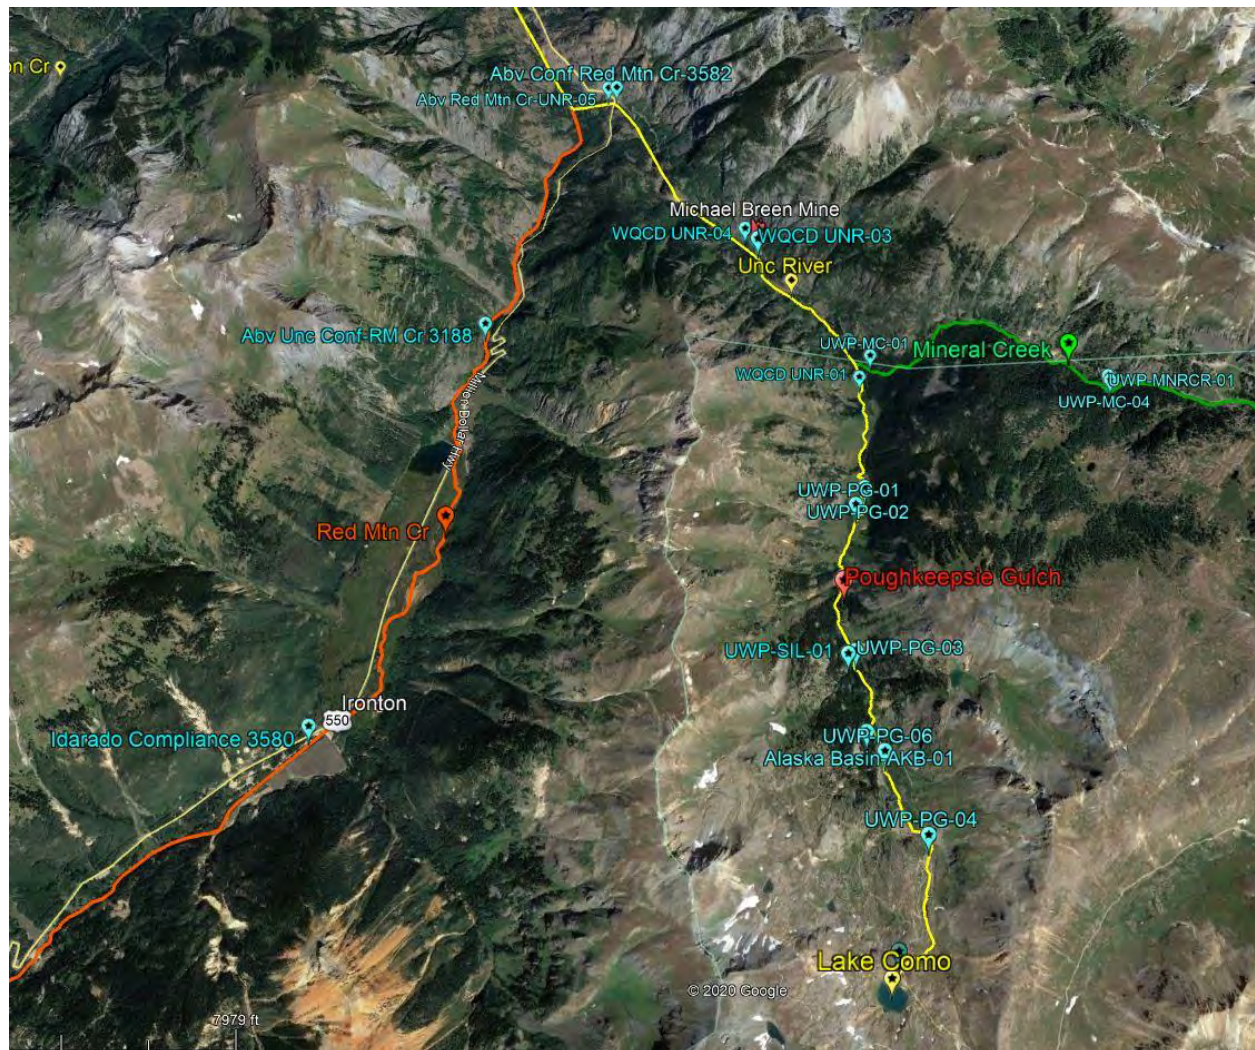 on Cr
Abv Conf Red Mtn Cr-3582
Abv Red Mtn Cr-UNR-05
Michael Breen Mine
WQCD UNR-04
WQCD UNR-03
Unc River
Abv Unc Conf-RM Cr 3188
UWP-MC-01
Mineral Creek
WQCD UNR-01
UWP-MNRCR-01
UWP-MC-04
Million Dollar Hwy
UWP-PG-01
UWP-PG-02
Red Mtn Cr
Poughkeepsie Gulch
UWP-SIL-01
UWP-PG-03
Ironton
550
Idarado Compliance 3580
UWP-PG-06
Alaska Basin-AKB-01
UWP-PG-04
Lake Como
© 2020 Google
7979 ft